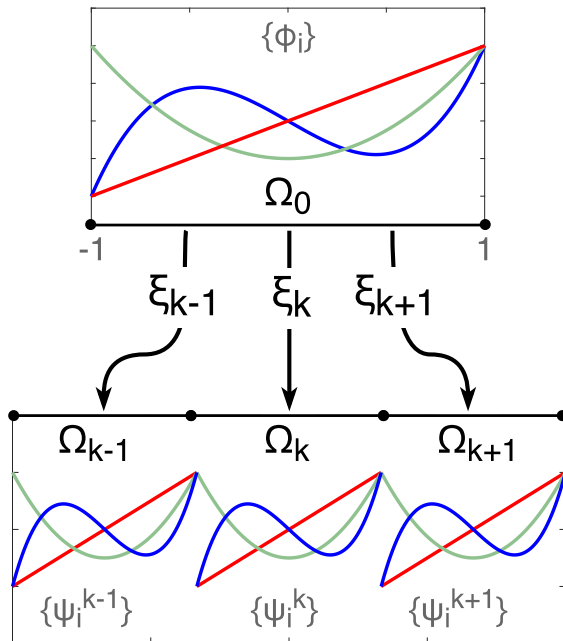 {ϕᵢ}
Ω₀
-1 1
ξₖ₋₁ ξₖ ξₖ₊₁
Ωₖ₋₁ Ωₖ Ωₖ₊₁
{ψᵢᵏ⁻¹} {ψᵢᵏ} {ψᵢᵏ⁺¹}